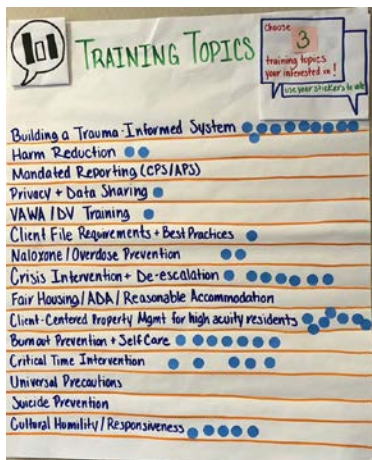 TRAINING TOPICS
Choose
3
training topics
your interested in!
use your stickers to vote
Building a Trauma-Informed System
Harm Reduction
Mandated Reporting (CPS/APS)
Privacy + Data Sharing
VAWA/DV Training
Client File Requirements + Best Practices
Naloxone/Overdose Prevention
Crisis Intervention + De-escalation
Fair Housing/ADA/Reasonable Accommodation
Client-Centered Property Mgmt for high acuity residents
Burnout Prevention + Self Care
Critical Time Intervention
Universal Precautions
Suicide Prevention
Cultural Humility/Responsiveness